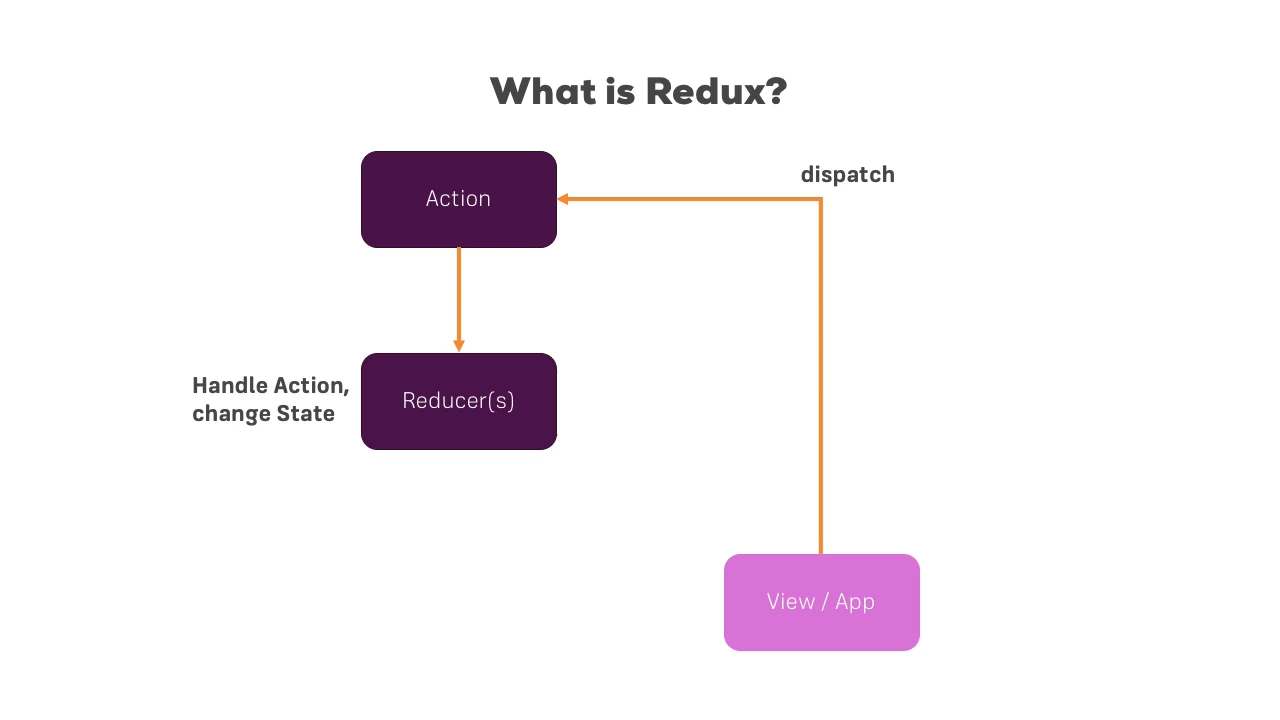 What is Redux?
Action
dispatch
Handle Action,
change State
Reducer(s)
View / App